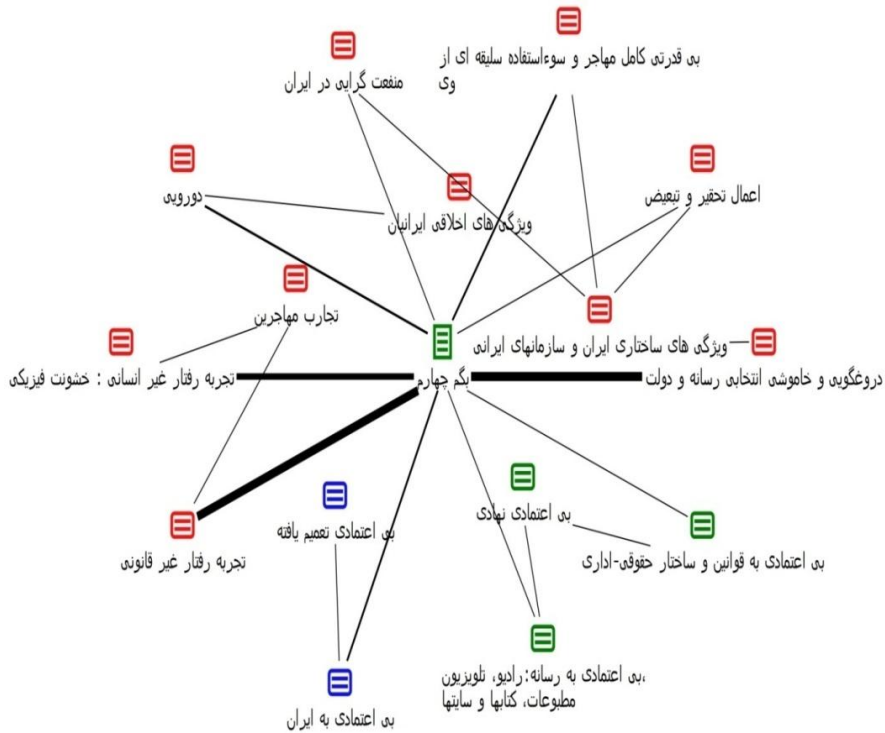 بی قدرتی کامل مهاجر و سوءاستفاده سلیقه ای از
وی
منفعت گرایی در ایران
اعمال تحقیر و تبعیض
دورویی
ویژگی های اخلاقی ایرانیان
تجارب مهاجرین
ویژگی های ساختاری ایران و سازمانهای ایرانی
دروغگویی و خاموشی انتخابی رسانه و دولت
بگم چهارم
تجربه رفتار غیر انسانی : خشونت فیزیکی
بی اعتمادی نهادی
بی اعتمادی تعمیم یافته
بی اعتمادی به قوانین و ساختار حقوقی-اداری
تجربه رفتار غیر قانونی
بی اعتمادی به رسانه:رادیو، تلویزیون،
مطبوعات، کتابها و سایتها
بی اعتمادی به ایران